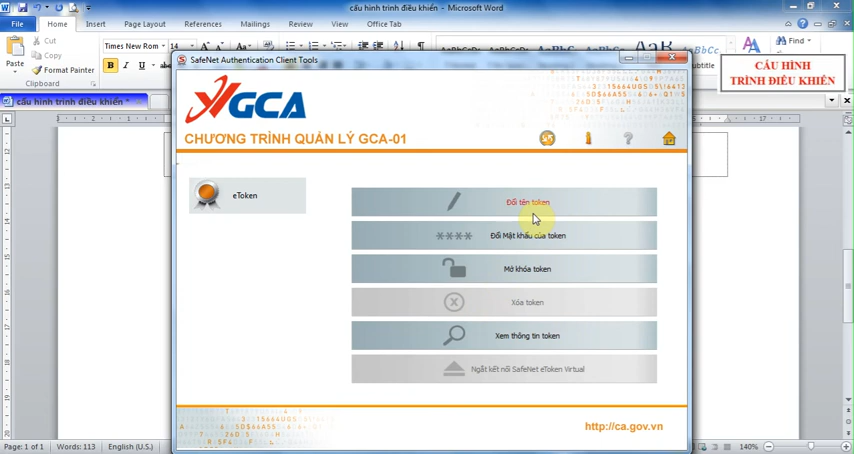 cấu hình trình điều khiển - Microsoft Word
File Home Insert Page Layout References Mailings Review View Office Tab
Cut
Copy
Format Painter
Paste
Clipboard
Times New Rom 14
B I U
Find
CẤU HÌNH
TRÌNH ĐIỀU KHIỂN
cấu hình trình điều khiển *
SafeNet Authentication Client Tools
GCA
CHƯƠNG TRÌNH QUẢN LÝ GCA-01
eToken
Đổi tên token
**** Đổi Mật khẩu của token
Mở khóa token
Xóa token
Xem thông tin token
Ngắt kết nối SafeNet eToken Virtual
http://ca.gov.vn
Page: 1 of 1 Words: 113 English (U.S.) 140%